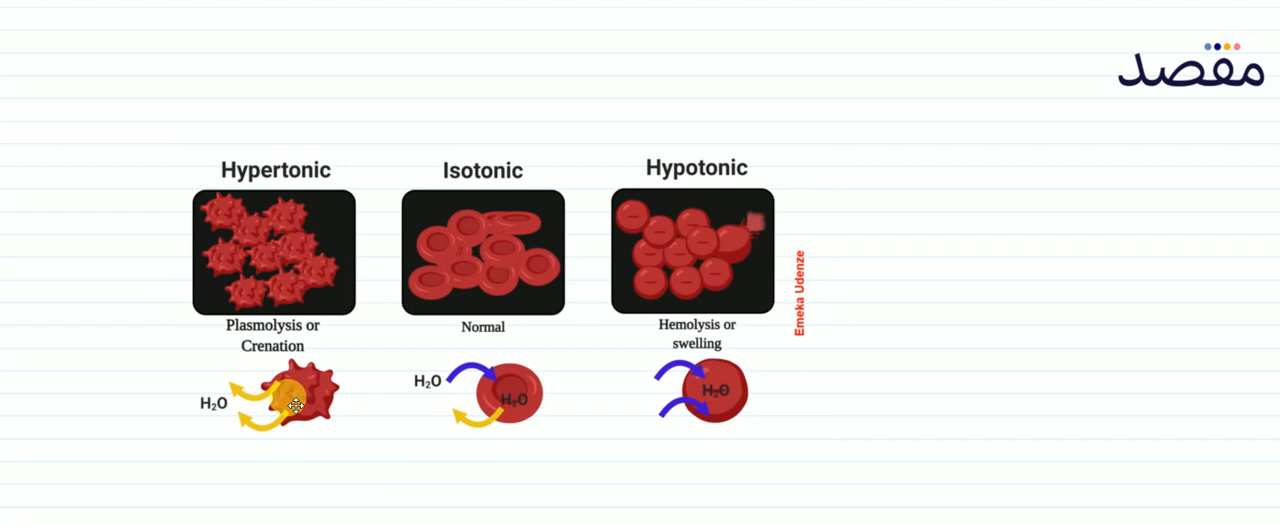 مقصد
Hypertonic
Isotonic
Hypotonic
Plasmolysis or
Crenation
Normal
Hemolysis or
swelling
Emeka Udenze
H₂O
H₂O
H₂O
H₂O